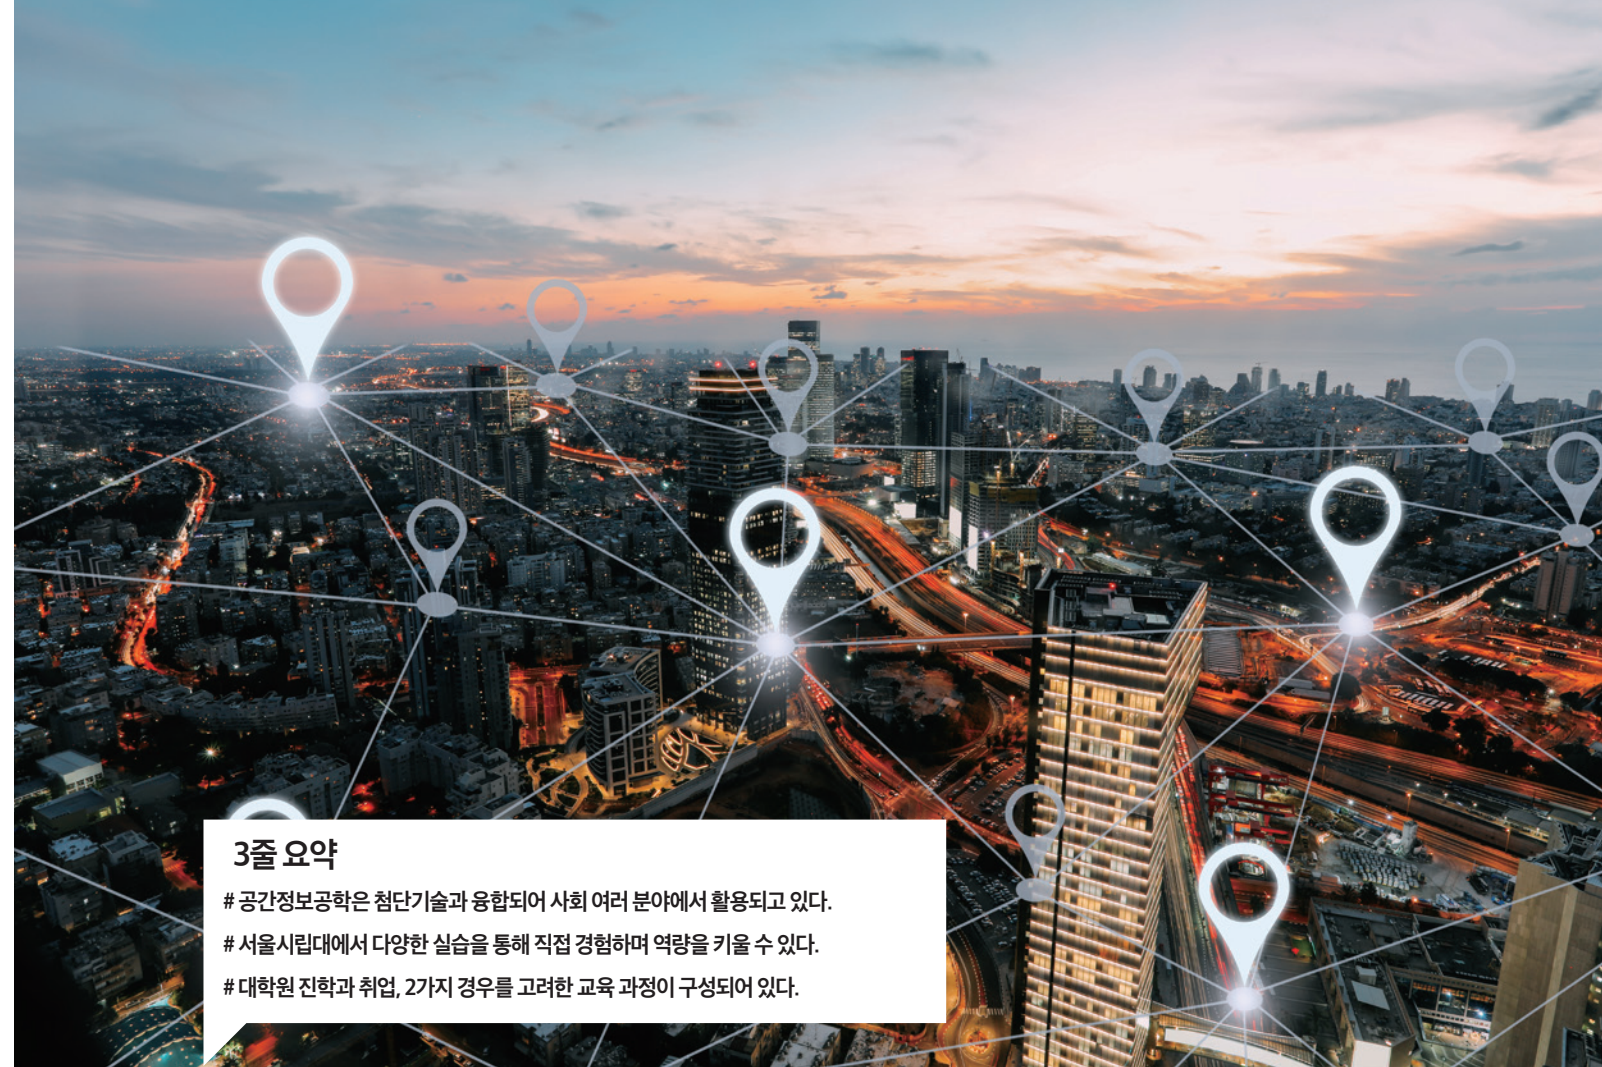 3줄 요약
# 공간정보공학은 첨단기술과 융합되어 사회 여러 분야에서 활용되고 있다.
# 서울시립대에서 다양한 실습을 통해 직접 경험하며 역량을 키울 수 있다.
# 대학원 진학과 취업, 2가지 경우를 고려한 교육 과정이 구성되어 있다.